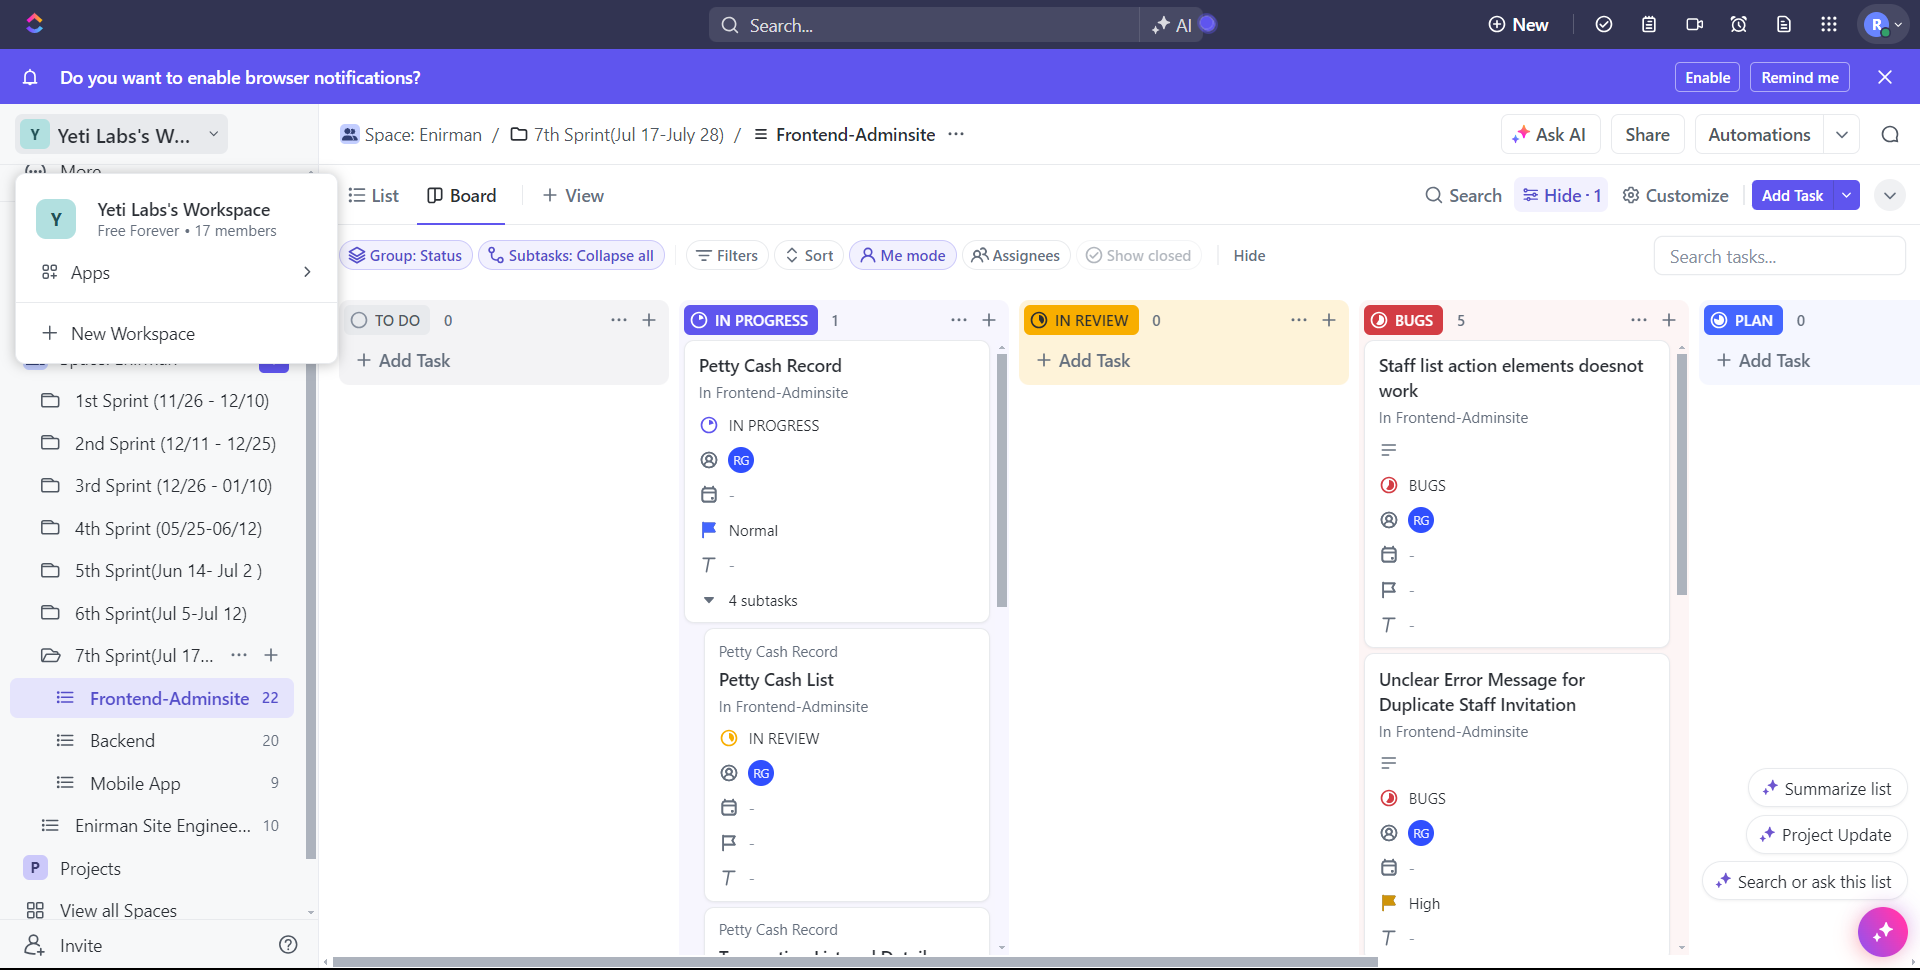 Search...
AI
New
R
Do you want to enable browser notifications?
Enable
Remind me
Y
Yeti Labs's W...
More
Y
Yeti Labs's Workspace
Free Forever • 17 members
Apps
New Workspace
1st Sprint (11/26 - 12/10)
2nd Sprint (12/11 - 12/25)
3rd Sprint (12/26 - 01/10)
4th Sprint (05/25-06/12)
5th Sprint(Jun 14- Jul 2 )
6th Sprint(Jul 5-Jul 12)
7th Sprint(Jul 17...
Frontend-Adminsite 22
Backend 20
Mobile App 9
Enirman Site Enginee... 10
P
Projects
View all Spaces
Invite
Space: Enirman / 7th Sprint(Jul 17-July 28) / Frontend-Adminsite
Ask AI
Share
Automations
List
Board
View
Search
Hide · 1
Customize
Add Task
Group: Status
Subtasks: Collapse all
Filters
Sort
Me mode
Assignees
Show closed
Hide
Search tasks...
TO DO 0
Add Task
IN PROGRESS 1
Petty Cash Record
In Frontend-Adminsite
IN PROGRESS
RG
-
Normal
-
4 subtasks
Petty Cash Record
Petty Cash List
In Frontend-Adminsite
IN REVIEW
RG
-
-
-
Petty Cash Record
IN REVIEW 0
Add Task
BUGS 5
Staff list action elements doesnot
work
In Frontend-Adminsite
BUGS
RG
-
-
-
Unclear Error Message for
Duplicate Staff Invitation
In Frontend-Adminsite
BUGS
RG
-
High
-
PLAN 0
Add Task
Summarize list
Project Update
Search or ask this list